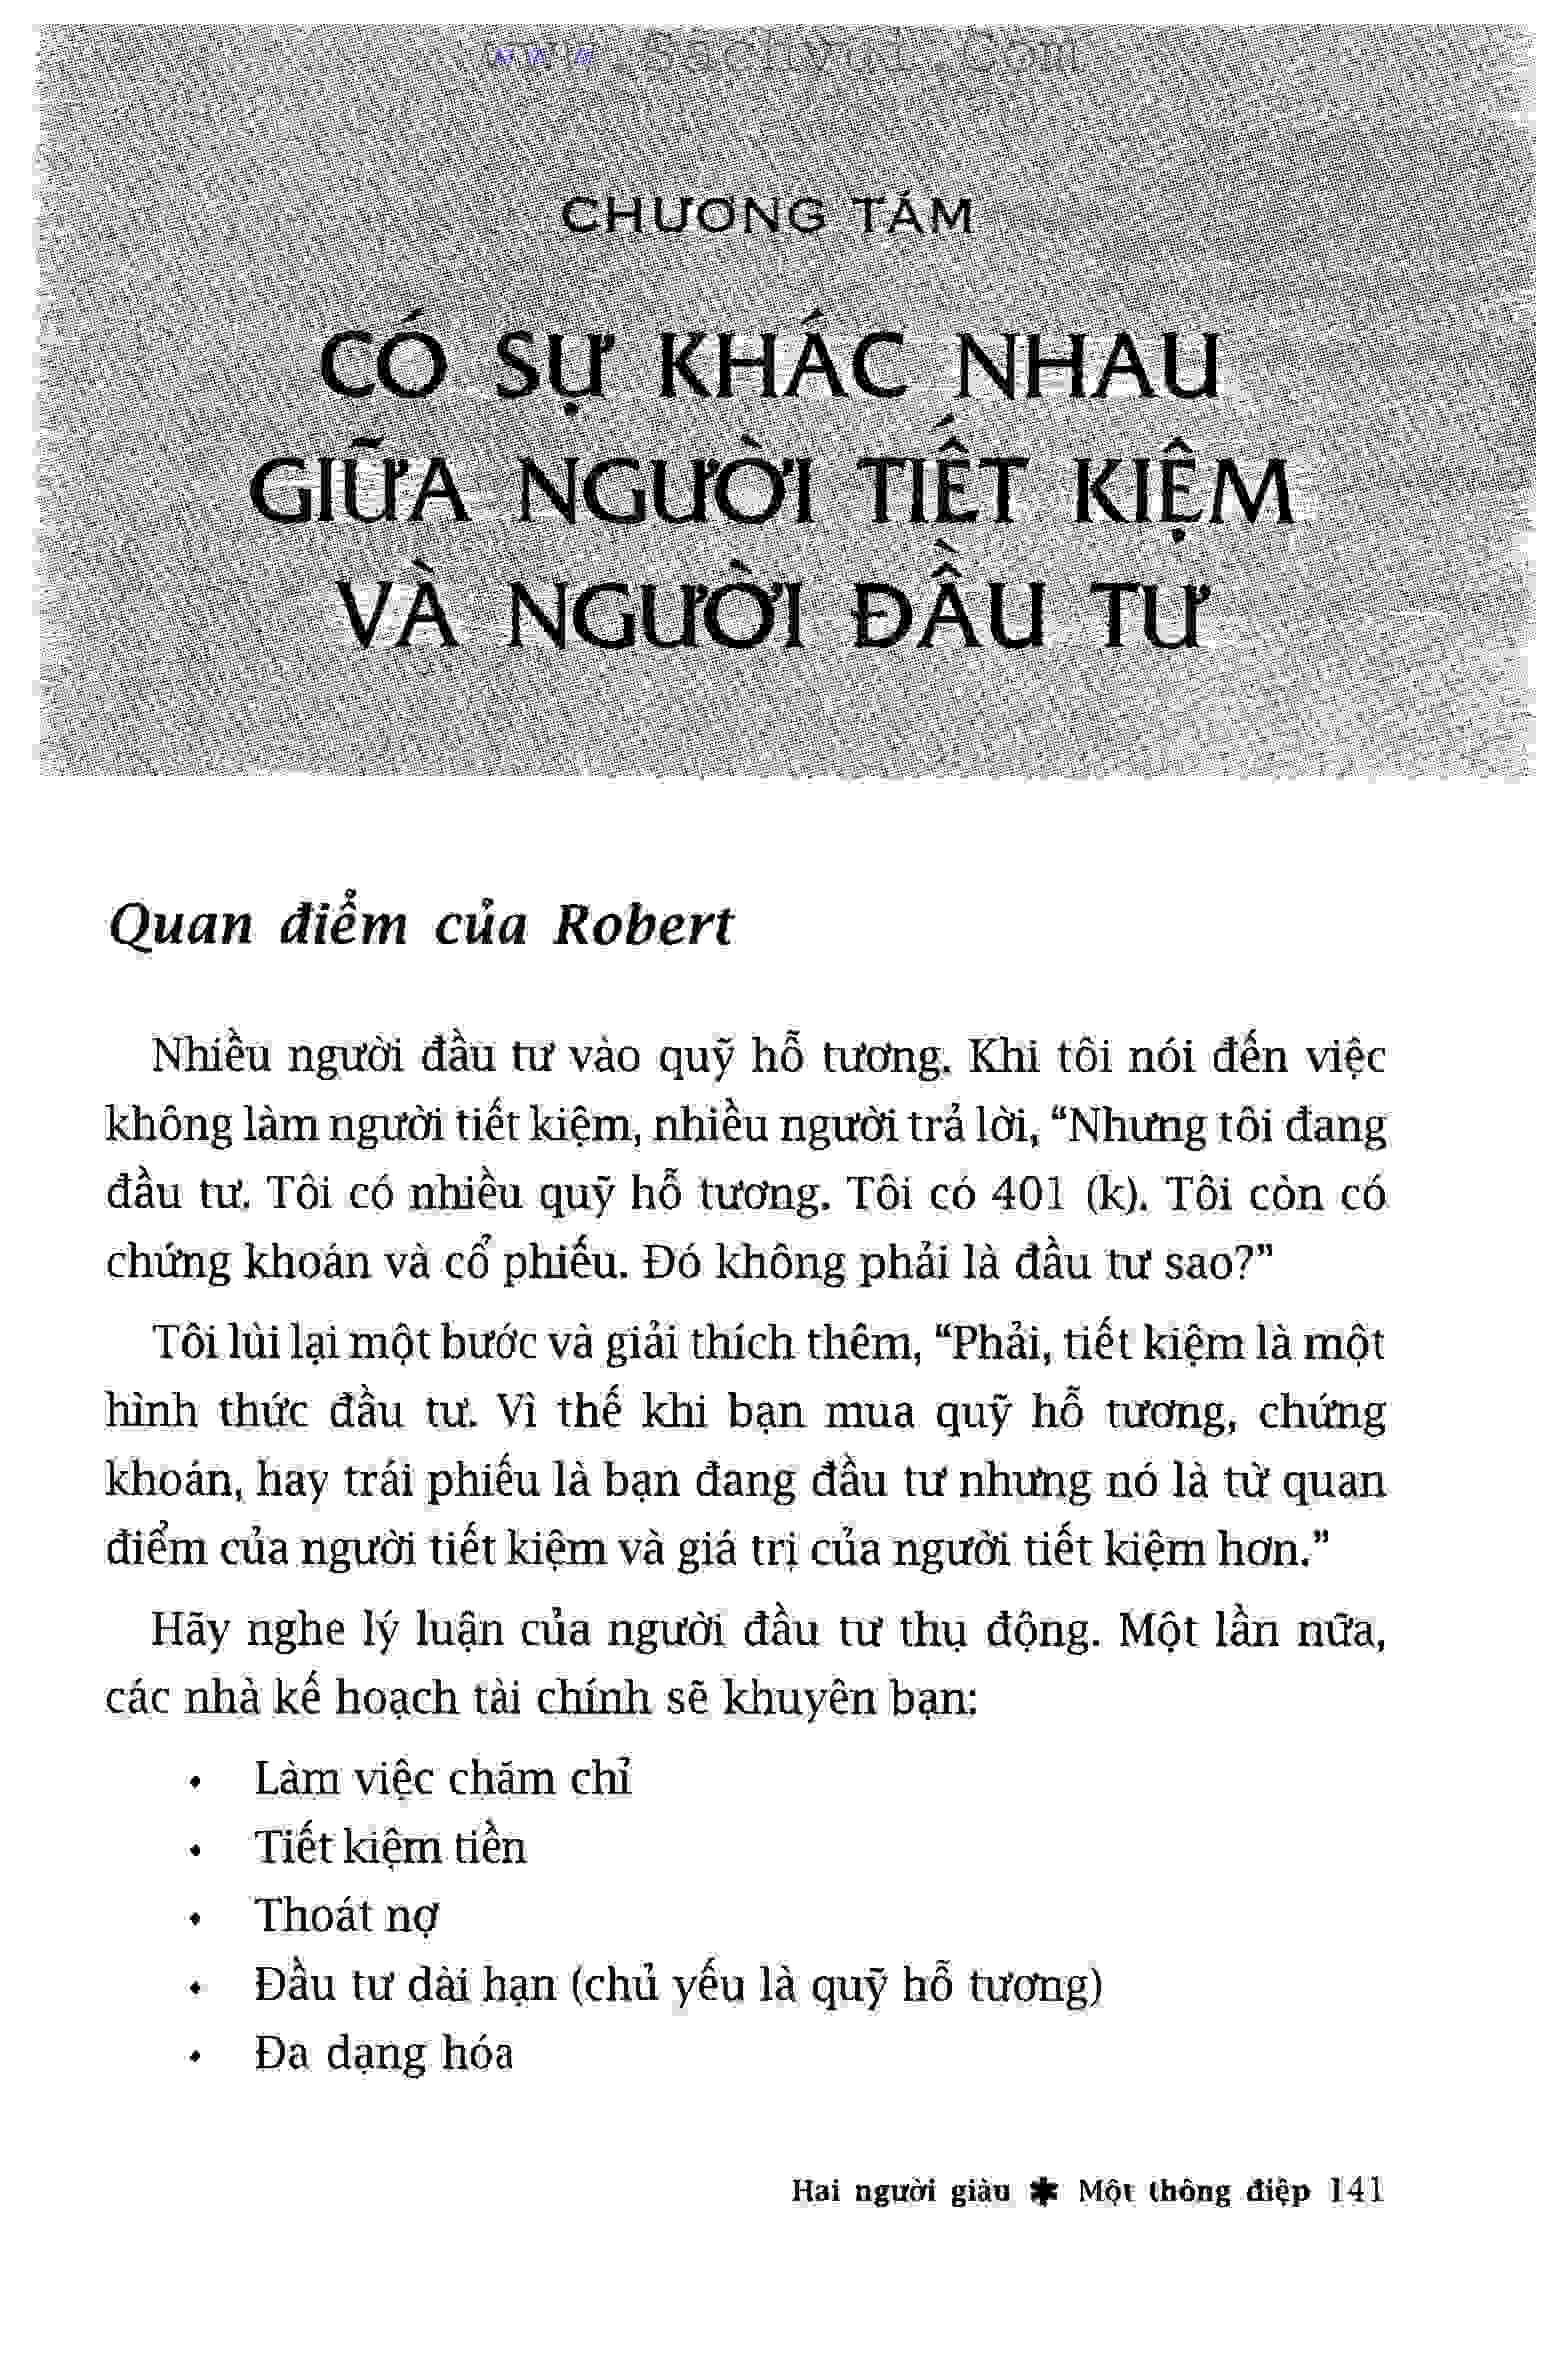 www.Sachvui.Com
CHƯƠNG TÁM
CÓ SỰ KHÁC NHAU
GIỮA NGƯỜI TIẾT KIỆM
VÀ NGƯỜI ĐẦU TƯ
Quan điểm của Robert
Nhiều người đầu tư vào quỹ hỗ tương. Khi tôi nói đến việc
không làm người tiết kiệm, nhiều người trả lời, “Nhưng tôi đang
đầu tư. Tôi có nhiều quỹ hỗ tương. Tôi có 401 (k). Tôi còn có
chứng khoán và cổ phiếu. Đó không phải là đầu tư sao?”
Tôi lùi lại một bước và giải thích thêm, “Phải, tiết kiệm là một
hình thức đầu tư. Vì thế khi bạn mua quỹ hỗ tương, chứng
khoán, hay trái phiếu là bạn đang đầu tư nhưng nó là từ quan
điểm của người tiết kiệm và giá trị của người tiết kiệm hơn.”
Hãy nghe lý luận của người đầu tư thụ động. Một lần nữa,
các nhà kế hoạch tài chính sẽ khuyên bạn:
• Làm việc chăm chỉ
• Tiết kiệm tiền
• Thoát nợ
• Đầu tư dài hạn (chủ yếu là quỹ hỗ tương)
• Đa dạng hóa
Hai người giàu ✱ Một thông điệp 141